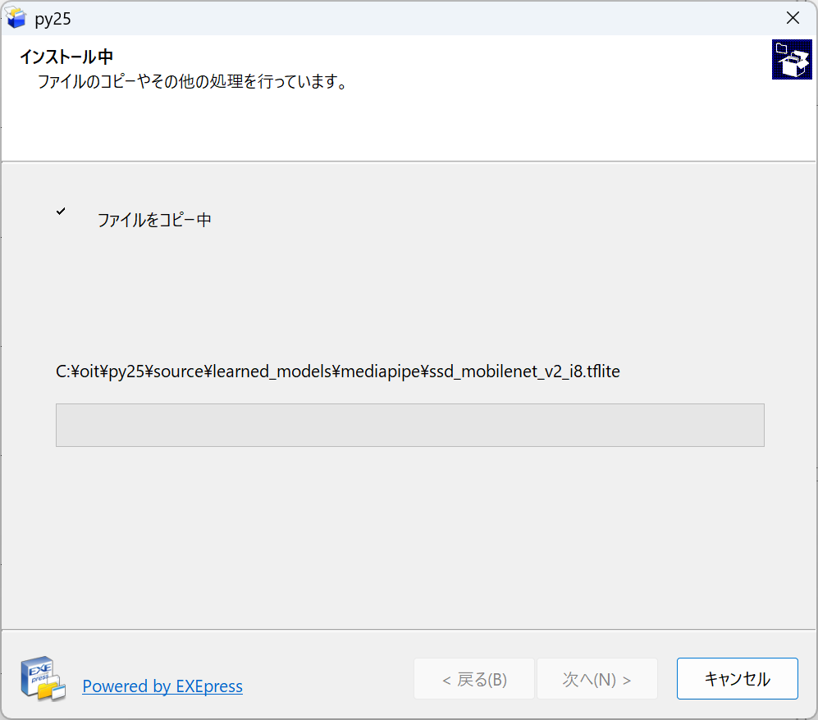 py25
インストール中
ファイルのコピーやその他の処理を行っています。
ファイルをコピー中
C:¥oit¥py25¥source¥learned_models¥mediapipe¥ssd_mobilenet_v2_i8.tflite
EXE
press
Powered by EXEpress
< 戻る(B)
次へ(N) >
キャンセル